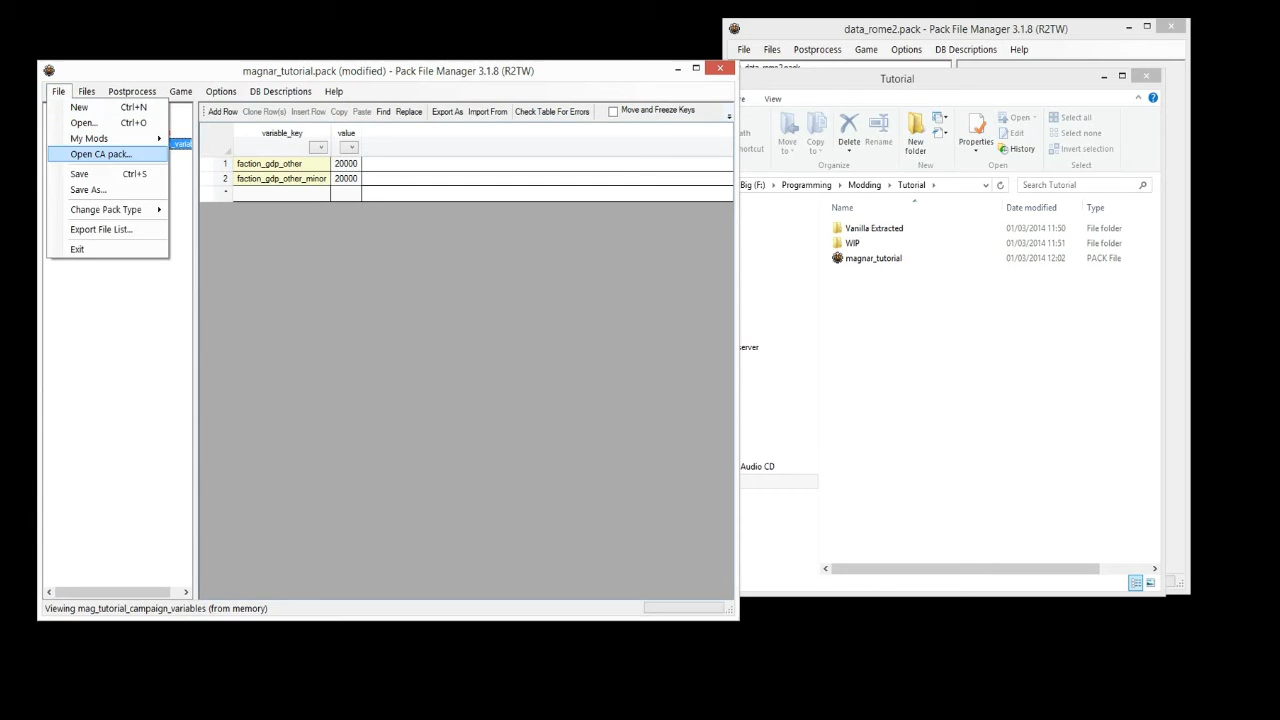 data_rome2.pack - Pack File Manager 3.1.8 (R2TW)
File Files Postprocess Game Options DB Descriptions Help
magnar_tutorial.pack (modified) - Pack File Manager 3.1.8 (R2TW)
File Files Postprocess Game Options DB Descriptions Help
New Ctrl+N
Open... Ctrl+O
My Mods
Open CA pack...
Save Ctrl+S
Save As...
Change Pack Type
Export File List...
Exit
Add Row Clone Row(s) Insert Row Copy Paste Find Replace Export As Import From Check Table For Errors Move and Freeze Keys
variable_key value
1 faction_gdp_other 20000
2 faction_gdp_other_minor 20000
*
Viewing mag_tutorial_campaign_variables (from memory)
Tutorial
View
Move to Copy to Delete Rename
Organize
New folder
New
Properties
Open
Edit
History
Open
Select all
Select none
Invert selection
Select
Big (F:) Programming Modding Tutorial Search Tutorial
Name Date modified Type
Vanilla Extracted 01/03/2014 11:50 File folder
WIP 01/03/2014 11:51 File folder
magnar_tutorial 01/03/2014 12:02 PACK File
Audio CD